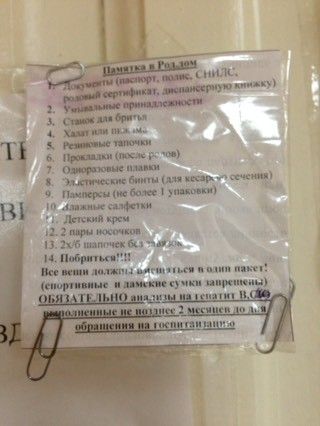 Памятка в Род.дом
1. Документы (паспорт, полис, СНИЛС,
родовый сертификат, диспансерную книжку)
2. Умывальные принадлежности
3. Станок для бритья
4. Халат или пижама
5. Резиновые тапочки
6. Прокладки (после родов)
7. Одноразовые плавки
8. Эластические бинты (для кесарева сечения)
9. Памперсы (не более 1 упаковки)
10. Влажные салфетки
11. Детский крем
12. 2 пары носочков
13. 2х/б шапочек без завязок
14. Побриться!!!!
Все вещи должны вмещаться в один пакет!
(спортивные и дамские сумки запрещены)
ОБЯЗАТЕЛЬНО анализы на гепатит В,С
выполненные не позднее 2 месяцев до дня
обращения на госпитализацию